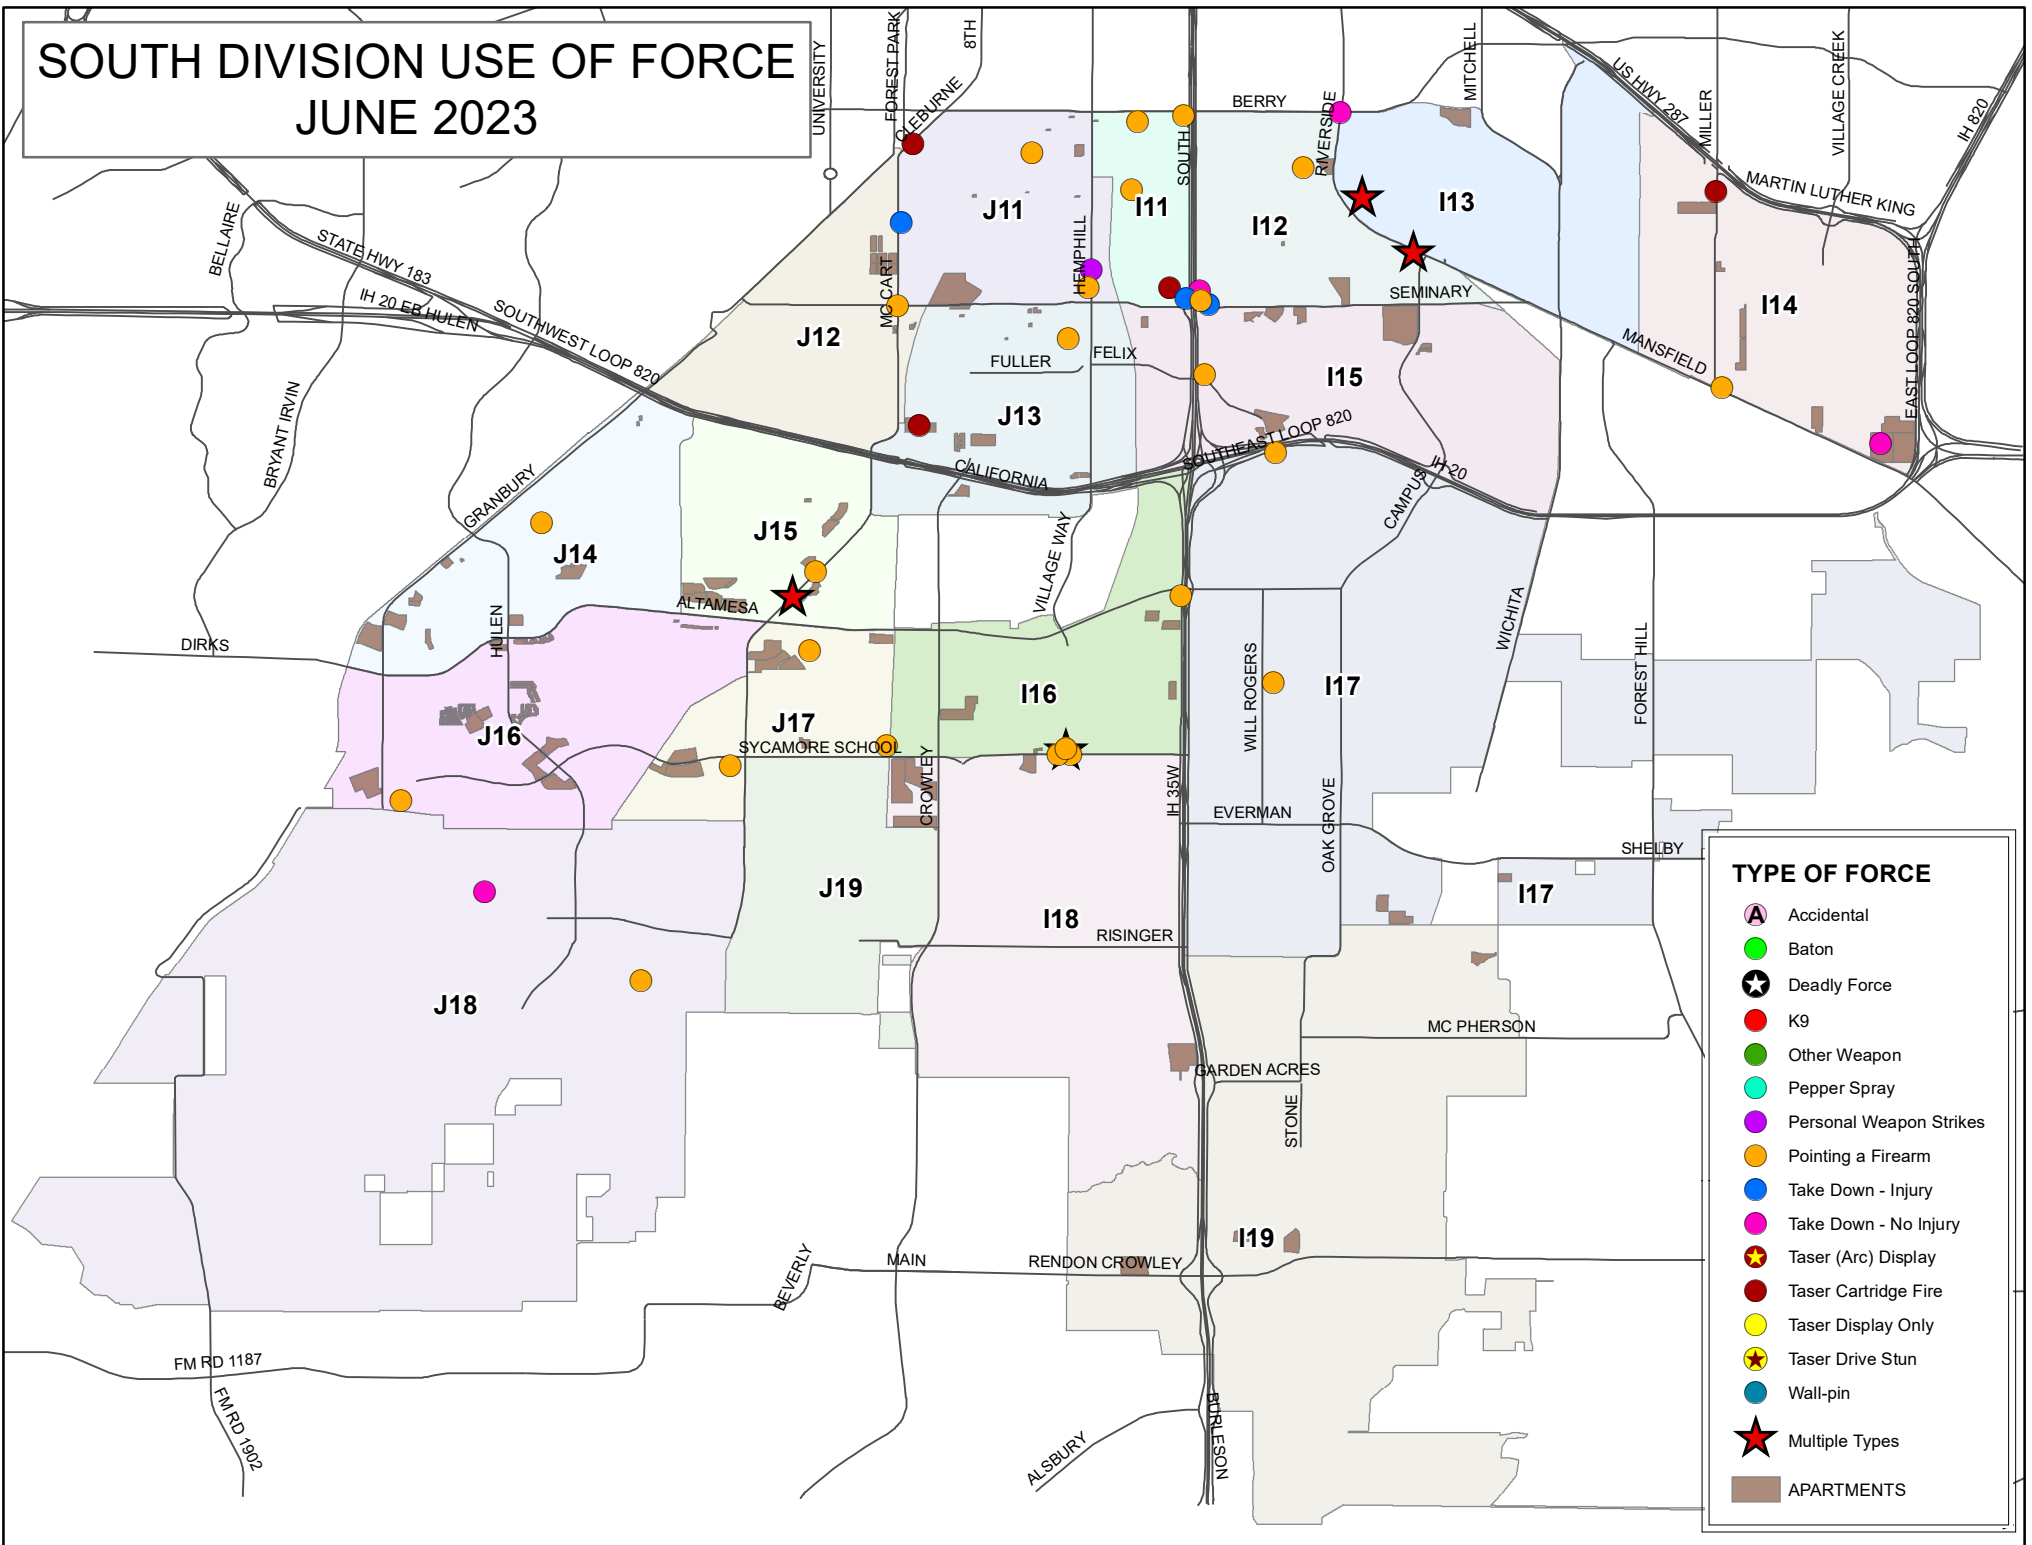 SOUTH DIVISION USE OF FORCE
JUNE 2023
UNIVERSITY
FOREST PARK
8TH
CLEBURNE
BERRY
SOUTH
RIVERSIDE
MITCHELL
US HWY 287
MILLER
VILLAGE CREEK
IH 820
MARTIN LUTHER KING
BELLAIRE
STATE HWY 183
IH 20 EB HULEN
SOUTHWEST LOOP 820
MCCART
HEMPHILL
J11
I11
I12
I13
I14
SEMINARY
EAST LOOP 820 SOUTH
MANSFIELD
J12
FULLER
FELIX
I15
J13
BRYANT IRVIN
GRANBURY
CALIFORNIA
SOUTHEAST LOOP 820
IH 20
CAMPUS
J14
J15
VILLAGE WAY
ALTAMESA
HULEN
DIRKS
WICHITA
FOREST HILL
WILL ROGERS
I16
I17
J16
J17
SYCAMORE SCHOOL
CROWLEY
IH 35W
EVERMAN
OAK GROVE
SHELBY
I17
J19
I18
RISINGER
J18
MC PHERSON
GARDEN ACRES
STONE
I19
BEVERLY
MAIN
RENDON CROWLEY
FM RD 1187
FM RD 1902
ALSBURY
BURLESON
TYPE OF FORCE
A Accidental
Baton
Deadly Force
K9
Other Weapon
Pepper Spray
Personal Weapon Strikes
Pointing a Firearm
Take Down - Injury
Take Down - No Injury
Taser (Arc) Display
Taser Cartridge Fire
Taser Display Only
Taser Drive Stun
Wall-pin
Multiple Types
APARTMENTS